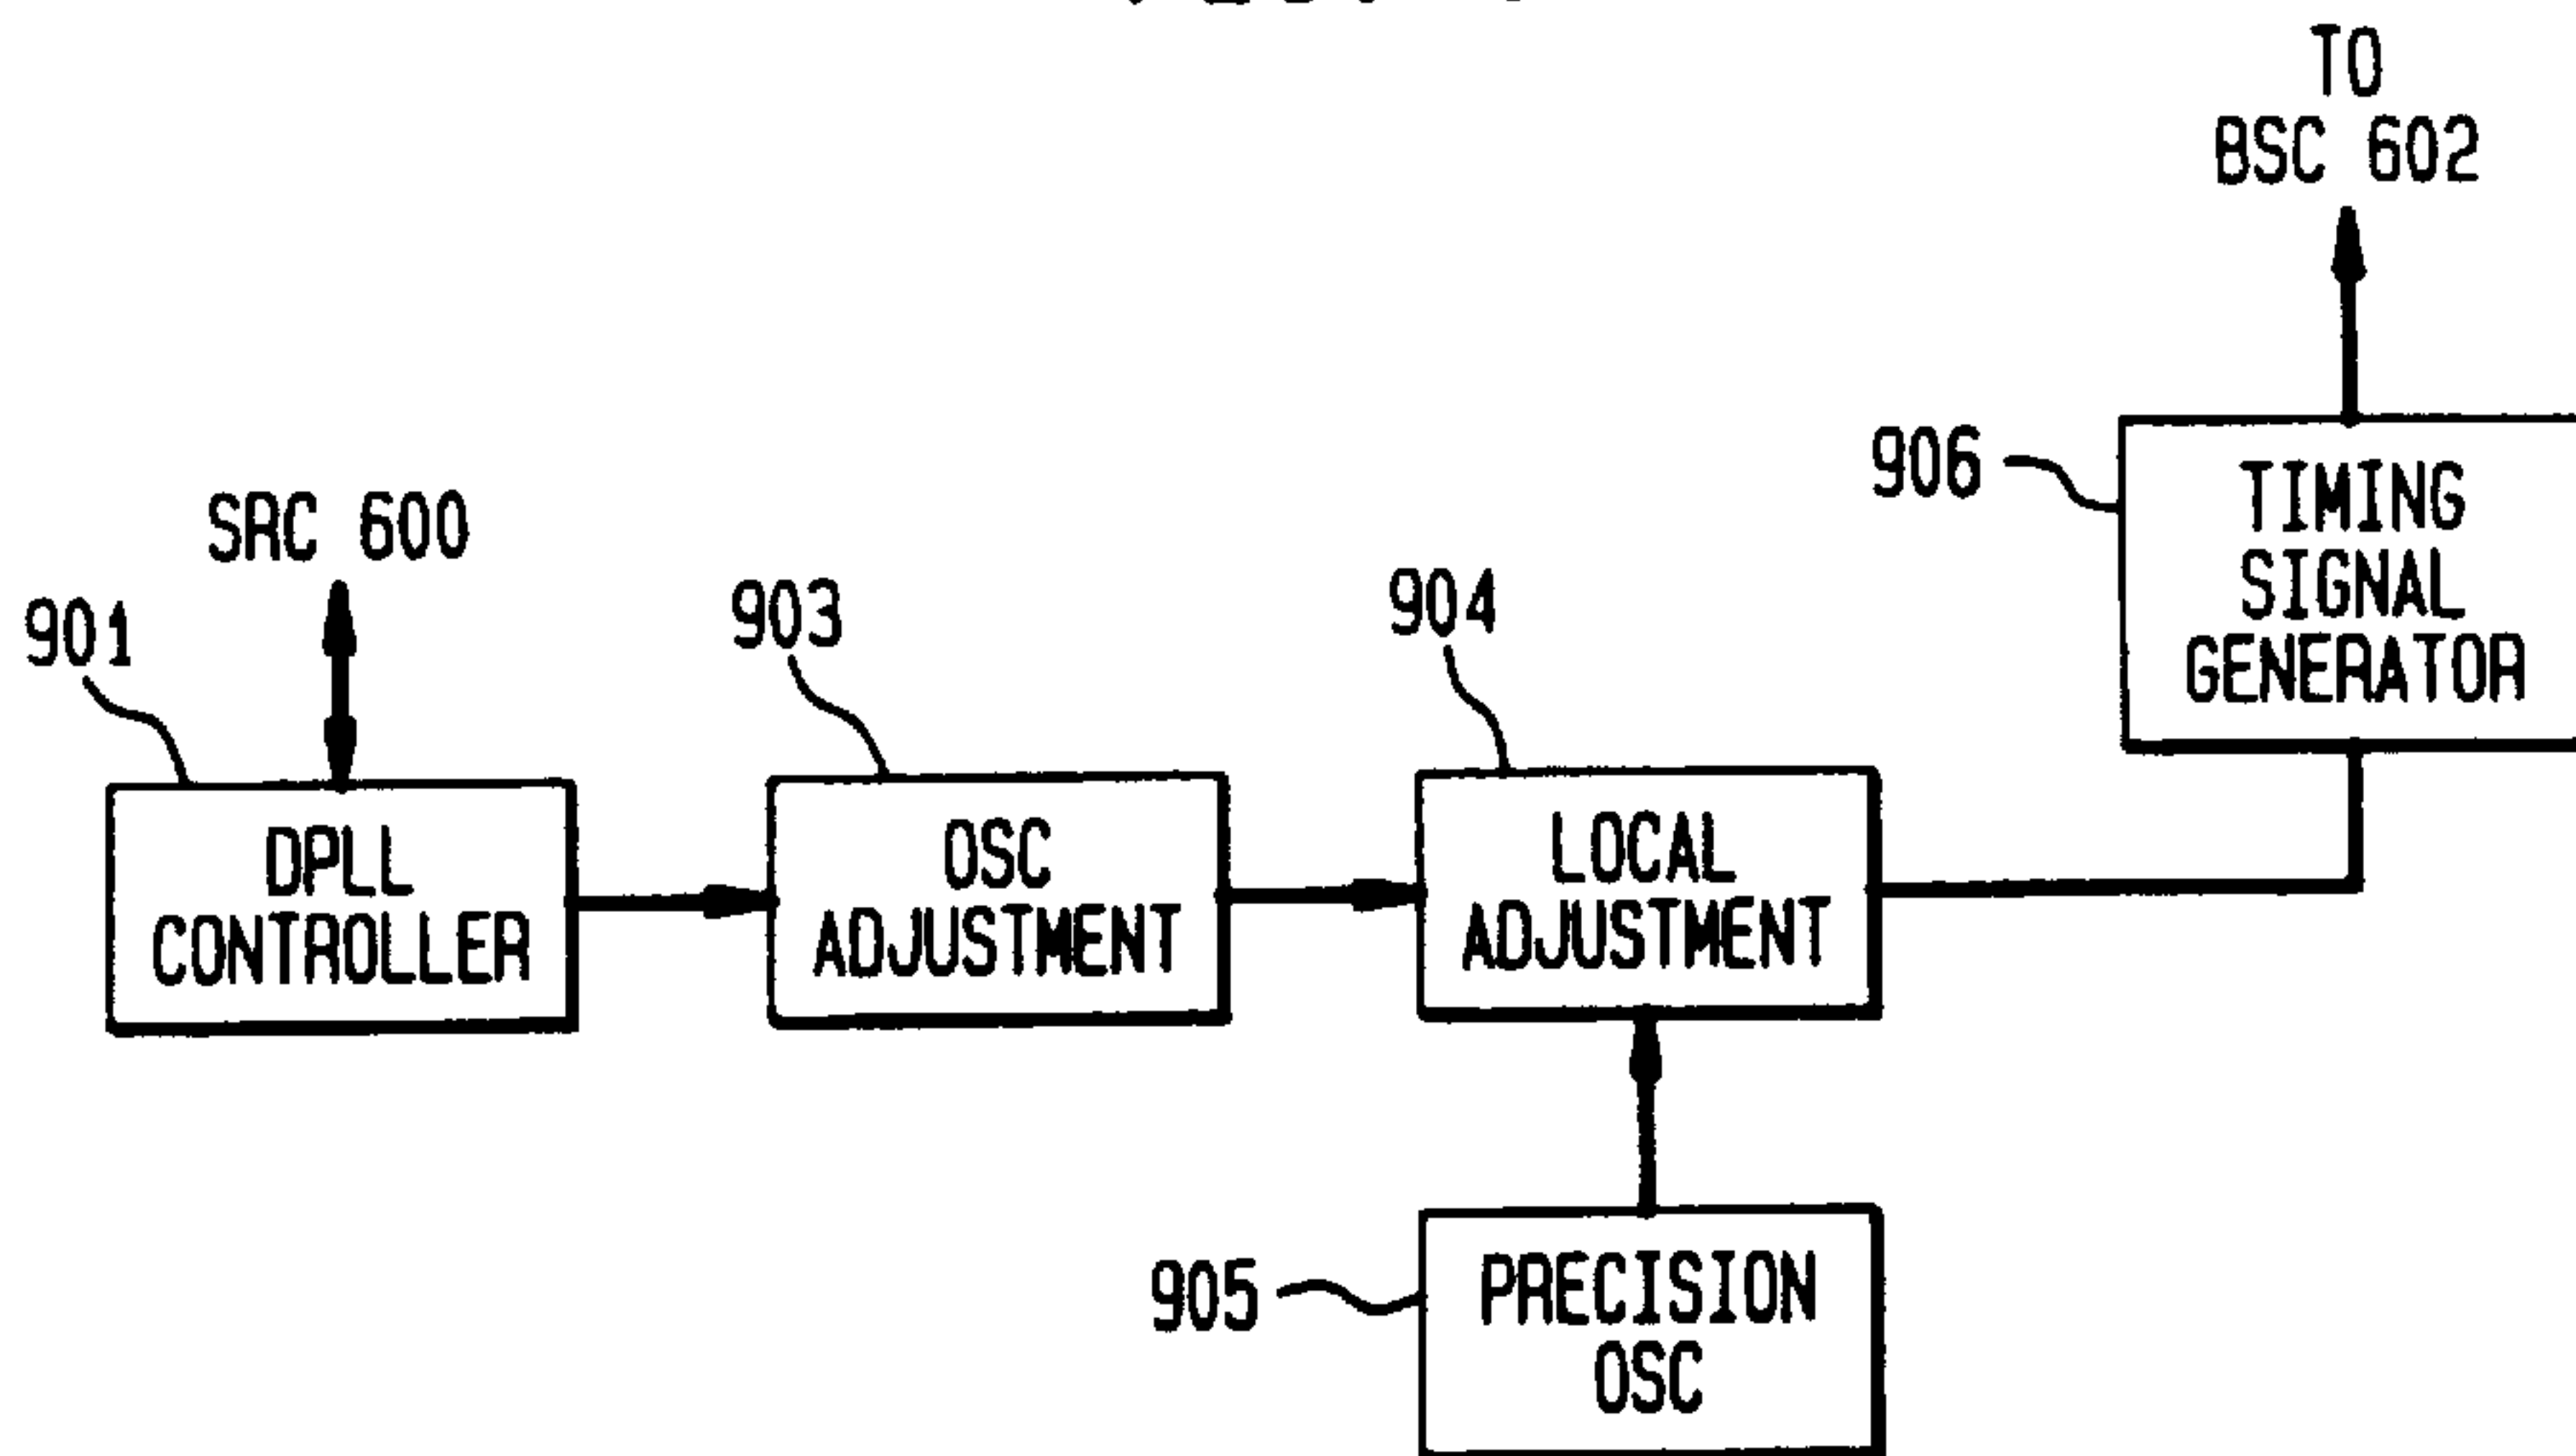 TO
BSC 602
906
TIMING
SIGNAL
GENERATOR
SRC 600
901
903
904
DPLL
CONTROLLER
OSC
ADJUSTMENT
LOCAL
ADJUSTMENT
905
PRECISION
OSC